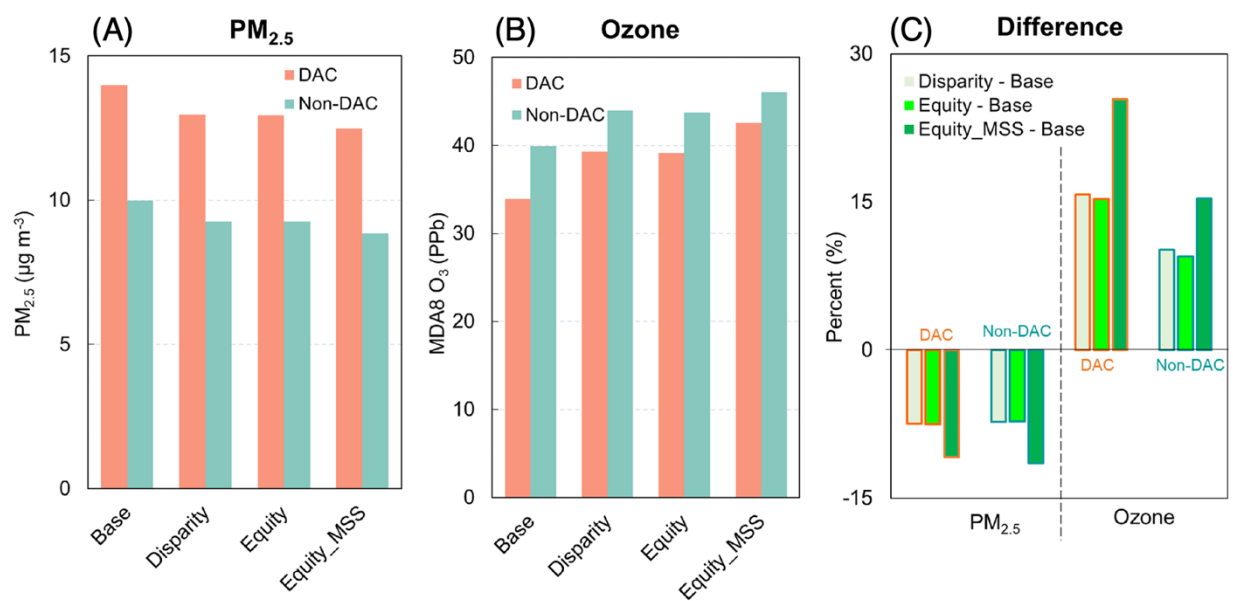 (A) PM2.5
15
10
5
0
PM2.5 (µg m-3)
DAC
Non-DAC
Base
Disparity
Equity
Equity_MSS
(B) Ozone
50
40
30
20
10
0
MDA8 O3 (PPb)
DAC
Non-DAC
Base
Disparity
Equity
Equity_MSS
(C) Difference
30
15
0
-15
Percent (%)
Disparity - Base
Equity - Base
Equity_MSS - Base
DAC
Non-DAC
DAC
Non-DAC
PM2.5
Ozone